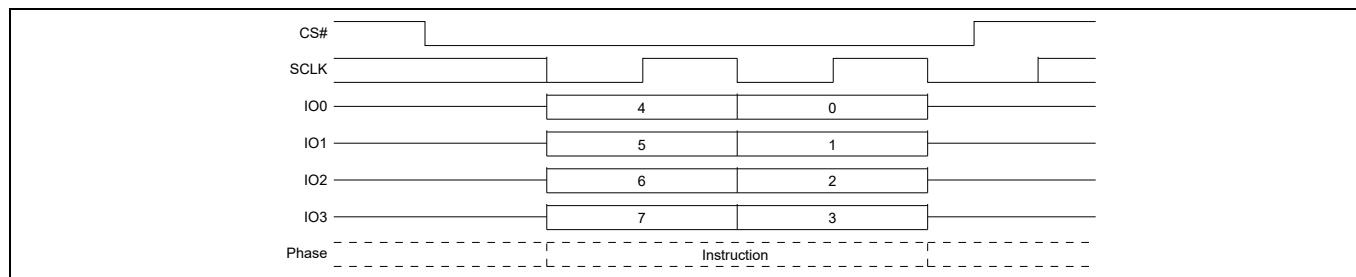 CS#
SCLK
IO0 4 0
IO1 5 1
IO2 6 2
IO3 7 3
Phase Instruction